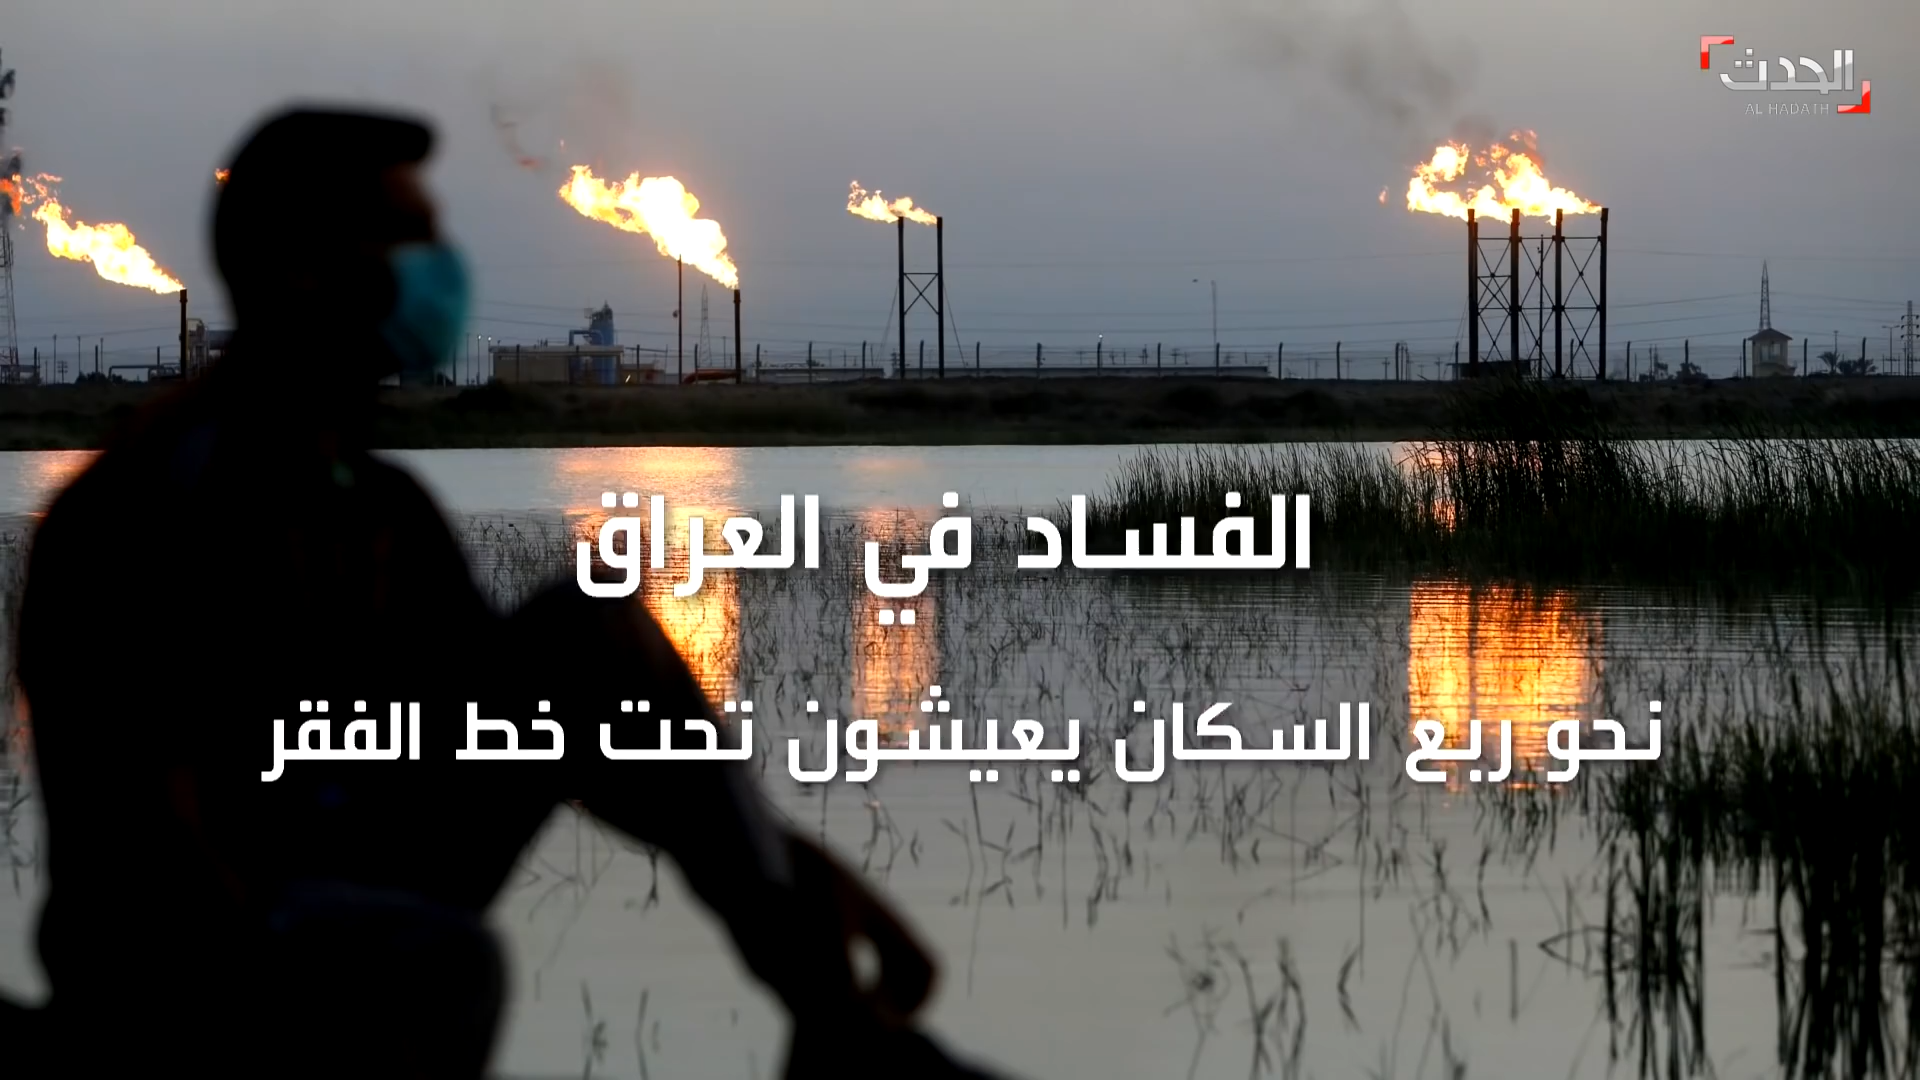 الحدث
AL HADATH
الفساد في العراق
نحو ربع السكان يعيشون تحت خط الفقر